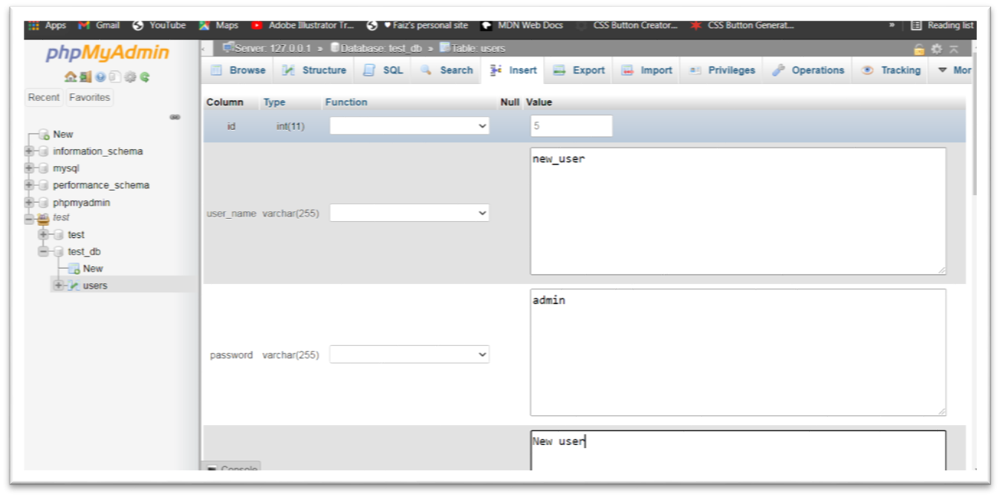 Apps Gmail YouTube Maps Adobe Illustrator Tr... ♥Faiz's personal site MDN Web Docs CSS Button Creator... CSS Button Generat... » Reading list
phpMyAdmin
Recent Favorites
New
information_schema
mysql
performance_schema
phpmyadmin
test
test
test_db
New
users
Server: 127.0.0.1 » Database: test_db » Table: users
Browse Structure SQL Search Insert Export Import Privileges Operations Tracking Mor
Column Type Function Null Value
id int(11) 5
new_user
user_name varchar(255)
admin
password varchar(255)
New user
Console